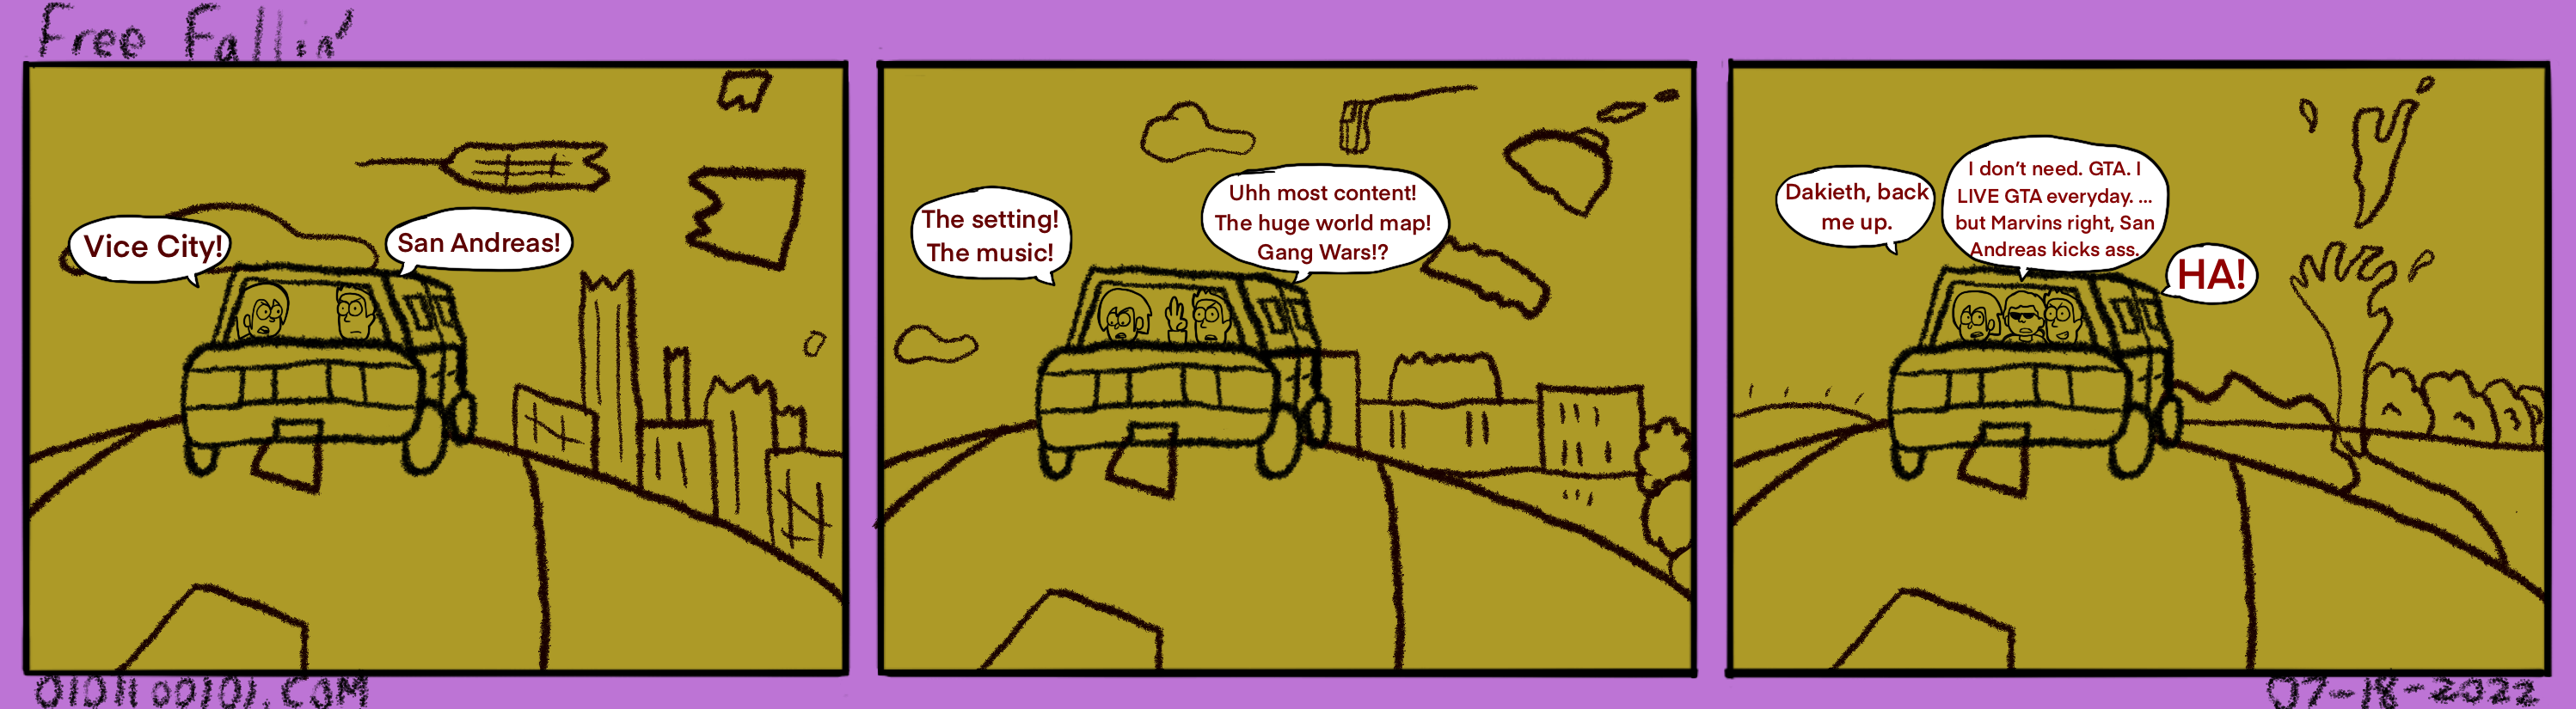 Free Fallin'
Vice City!
San Andreas!
The setting!
The music!
Uhh most content!
The huge world map!
Gang Wars!?
Dakieth, back
me up.
I don't need. GTA. I
LIVE GTA everyday. ...
but Marvins right, San
Andreas kicks ass.
HA!
0101100101.COM
07-18-2022